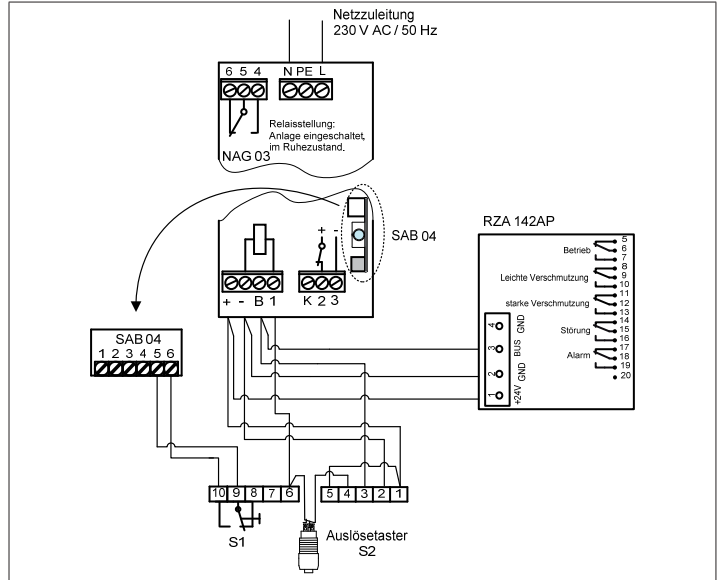 Netzzuleitung
230 V AC / 50 Hz
6 5 4
N PE L
Relaisstellung:
Anlage eingeschaltet,
im Ruhezustand.
NAG 03
+ -
SAB 04
+ - B 1
K 2 3
SAB 04
1 2 3 4 5 6
RZA 142AP
Betrieb
5
6
7
Leichte Verschmutzung
8
9
10
starke Verschmutzung
11
12
13
Störung
14
15
16
Alarm
17
18
19
20
4 GND
3 BUS
2 GND
1 +24V
10 9 8 7 6
5 4 3 2 1
S1
Auslösetaster
S2